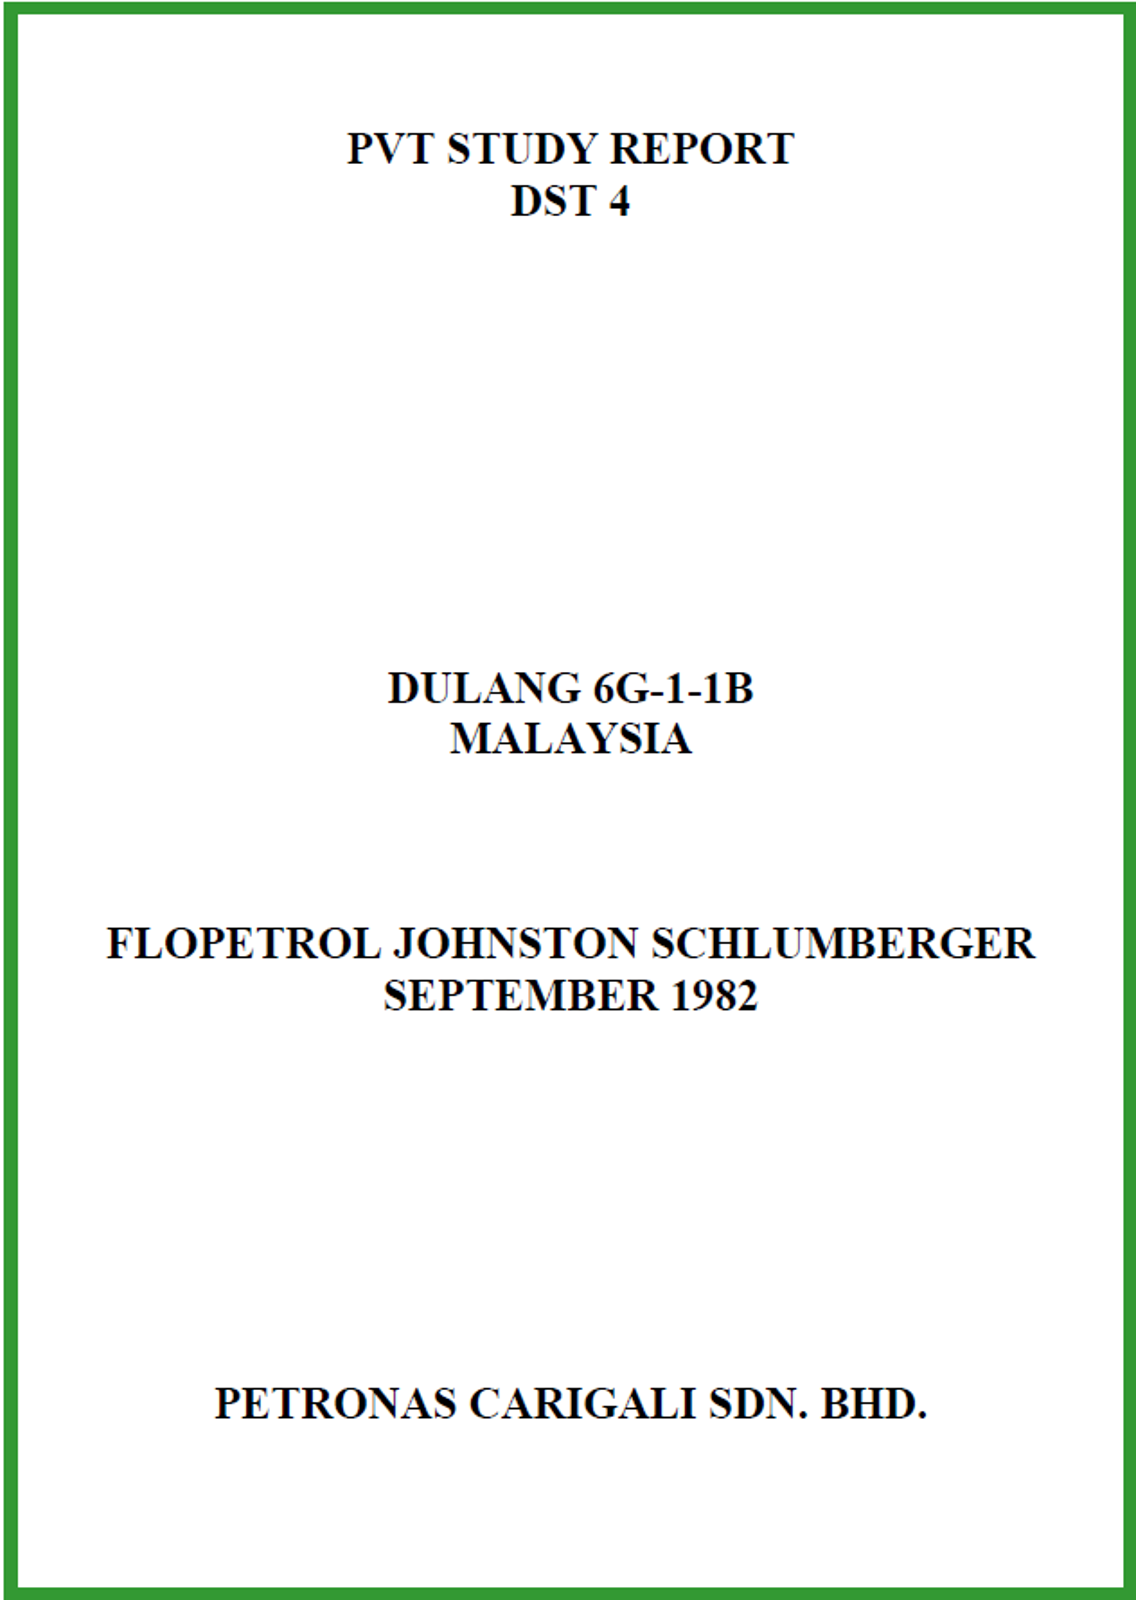 PVT STUDY REPORT
DST 4
DULANG 6G-1-1B
MALAYSIA
FLOPETROL JOHNSTON SCHLUMBERGER
SEPTEMBER 1982
PETRONAS CARIGALI SDN. BHD.